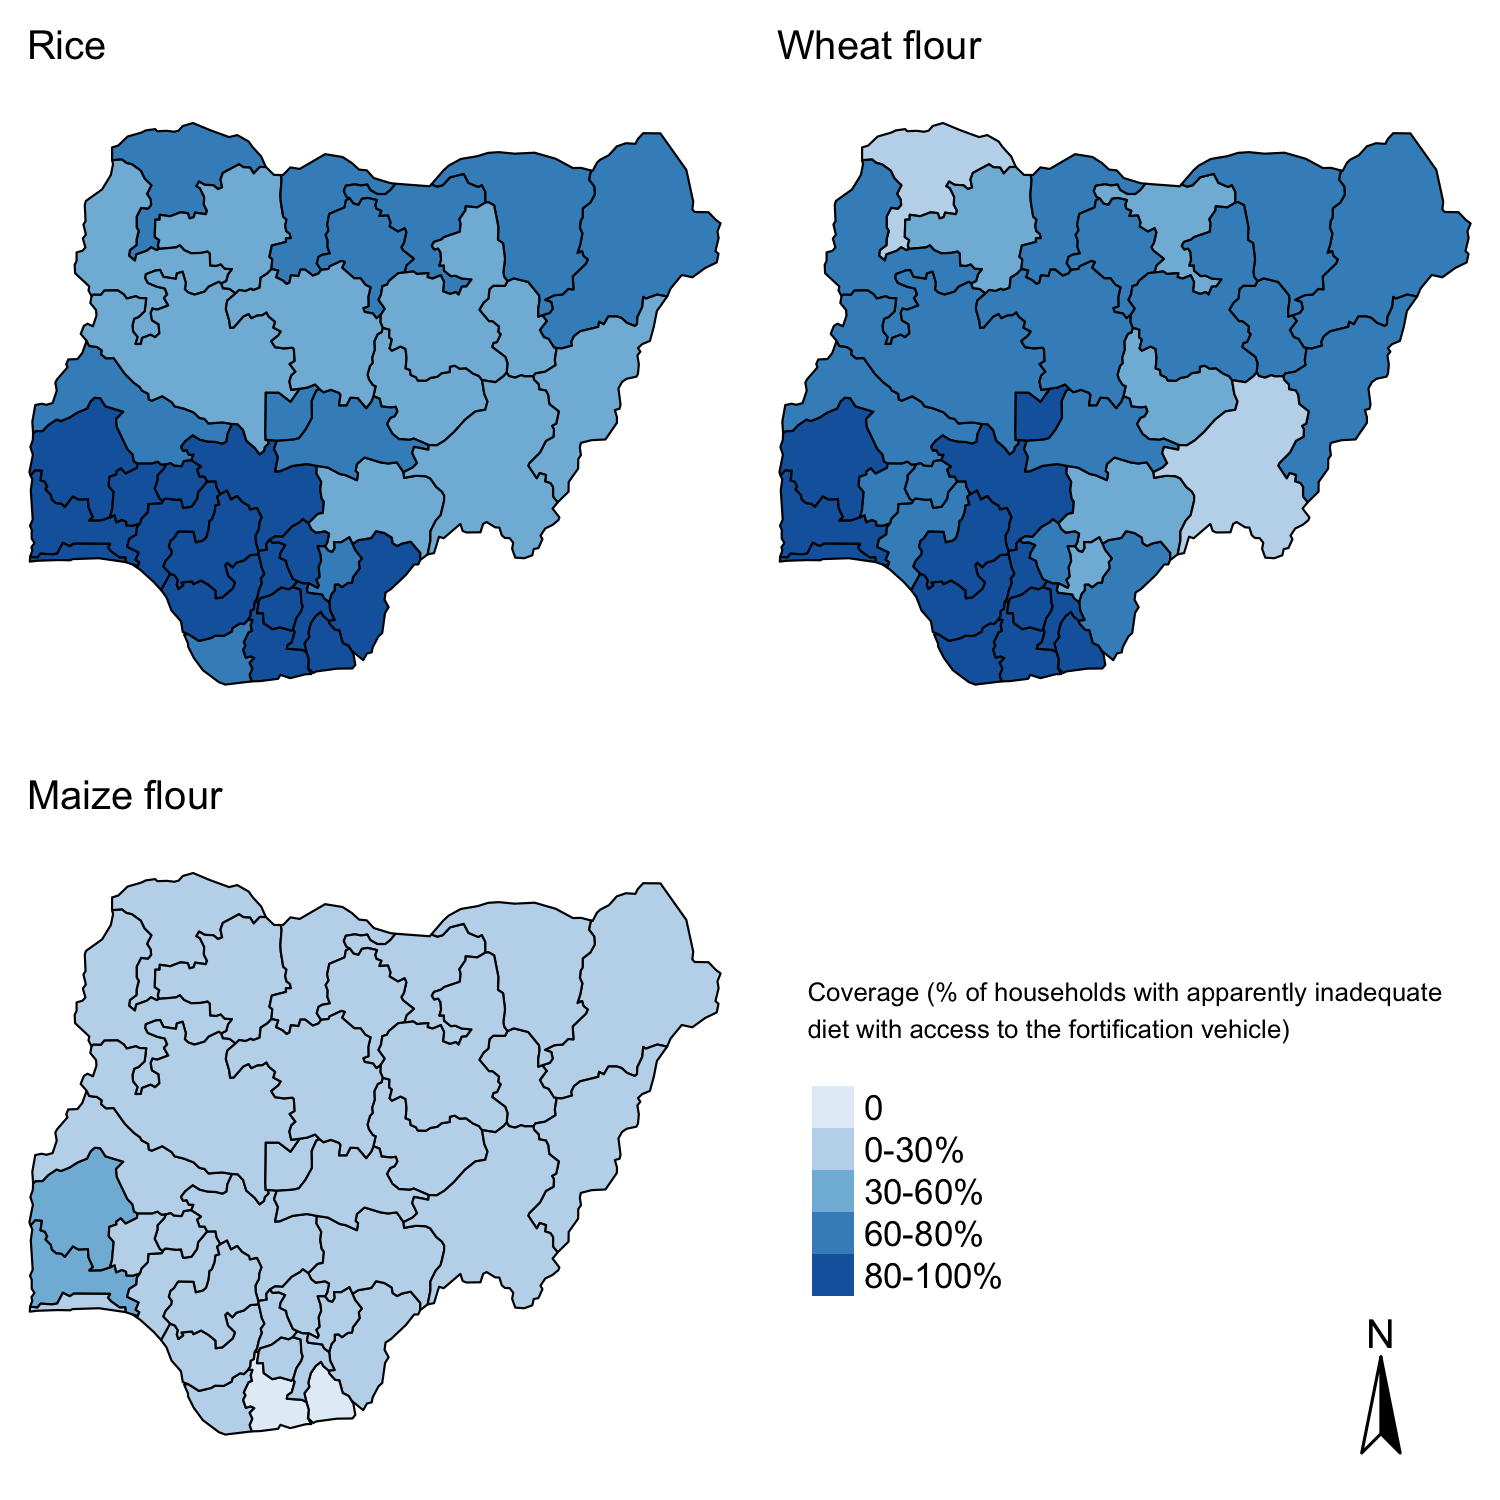 Rice
Wheat flour
Maize flour
Coverage (% of households with apparently inadequate
diet with access to the fortification vehicle)
0
0-30%
30-60%
60-80%
80-100%
N